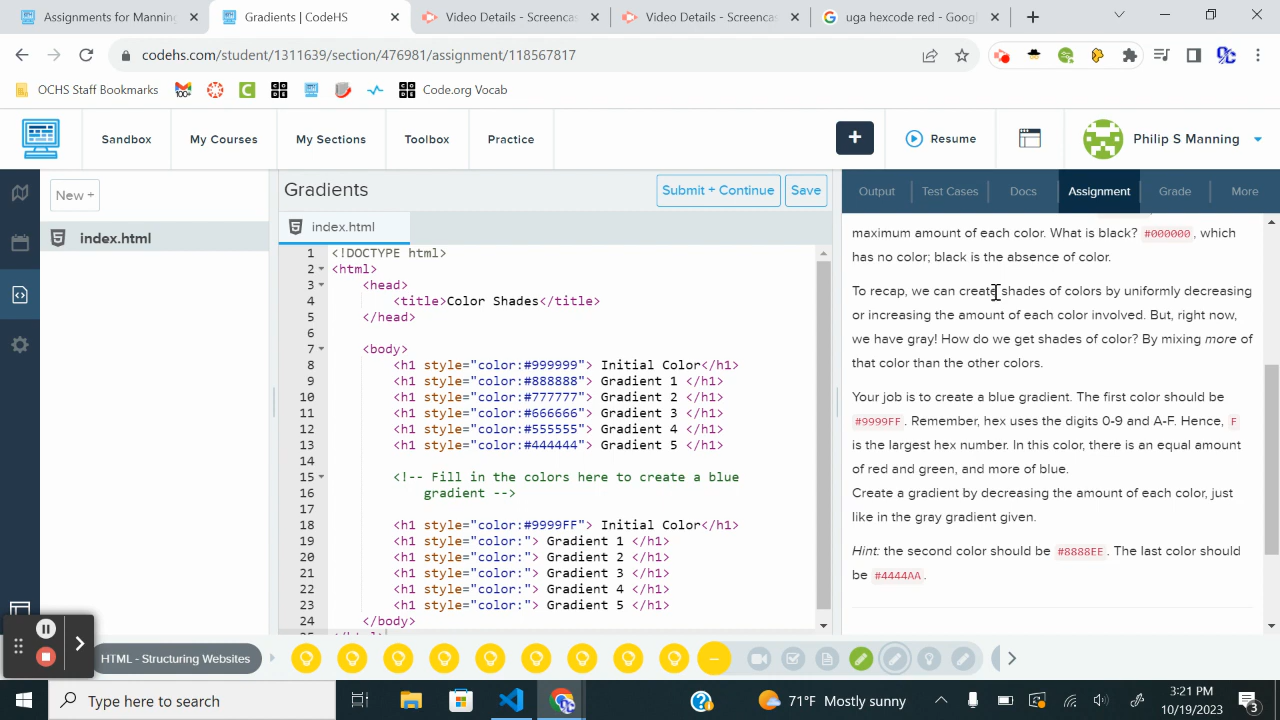 Assignments for Manning
Gradients | CodeHS
Video Details - Screencas
Video Details - Screencas
uga hexcode red - Googl
codehs.com/student/1311639/section/476981/assignment/118567817
OCHS Staff Bookmarks
Code.org Vocab
Sandbox
My Courses
My Sections
Toolbox
Practice
Resume
Philip S Manning
New +
index.html
Gradients
Submit + Continue
Save
index.html
1 <!DOCTYPE html>
2 <html>
3 <head>
4 <title>Color Shades</title>
5 </head>
6
7 <body>
8 <h1 style="color:#999999"> Initial Color</h1>
9 <h1 style="color:#888888"> Gradient 1 </h1>
10 <h1 style="color:#777777"> Gradient 2 </h1>
11 <h1 style="color:#666666"> Gradient 3 </h1>
12 <h1 style="color:#555555"> Gradient 4 </h1>
13 <h1 style="color:#444444"> Gradient 5 </h1>
14
15 <!-- Fill in the colors here to create a blue
16 gradient -->
17
18 <h1 style="color:#9999FF"> Initial Color</h1>
19 <h1 style="color:"> Gradient 1 </h1>
20 <h1 style="color:"> Gradient 2 </h1>
21 <h1 style="color:"> Gradient 3 </h1>
22 <h1 style="color:"> Gradient 4 </h1>
23 <h1 style="color:"> Gradient 5 </h1>
24 </body>
Output
Test Cases
Docs
Assignment
Grade
More
maximum amount of each color. What is black? #000000, which
has no color; black is the absence of color.
To recap, we can create shades of colors by uniformly decreasing
or increasing the amount of each color involved. But, right now,
we have gray! How do we get shades of color? By mixing more of
that color than the other colors.
Your job is to create a blue gradient. The first color should be
#9999FF. Remember, hex uses the digits 0-9 and A-F. Hence, F
is the largest hex number. In this color, there is an equal amount
of red and green, and more of blue.
Create a gradient by decreasing the amount of each color, just
like in the gray gradient given.
Hint: the second color should be #8888EE. The last color should
be #4444AA.
HTML - Structuring Websites
Type here to search
71°F Mostly sunny
3:21 PM
10/19/2023
3